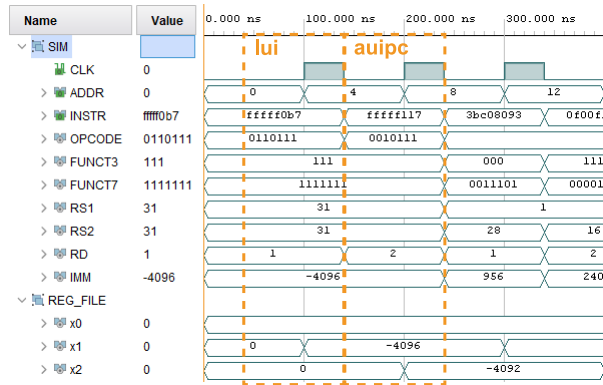 Name Value 0.000 ns 100.000 ns 200.000 ns 300.000 ns
SIM lui auipc
CLK 0
ADDR 0 0 4 8 12
INSTR fffff0b7 fffff0b7 fffff117 3bc08093 0f00f
OPCODE 0110111 0110111 0010111
FUNCT3 111 111 000 111
FUNCT7 1111111 1111111 0011101 00001
RS1 31 31 1
RS2 31 31 28 16
RD 1 1 2 1 2
IMM -4096 -4096 956 240
REG_FILE
x0 0
x1 0 0 -4096
x2 0 0 -4092